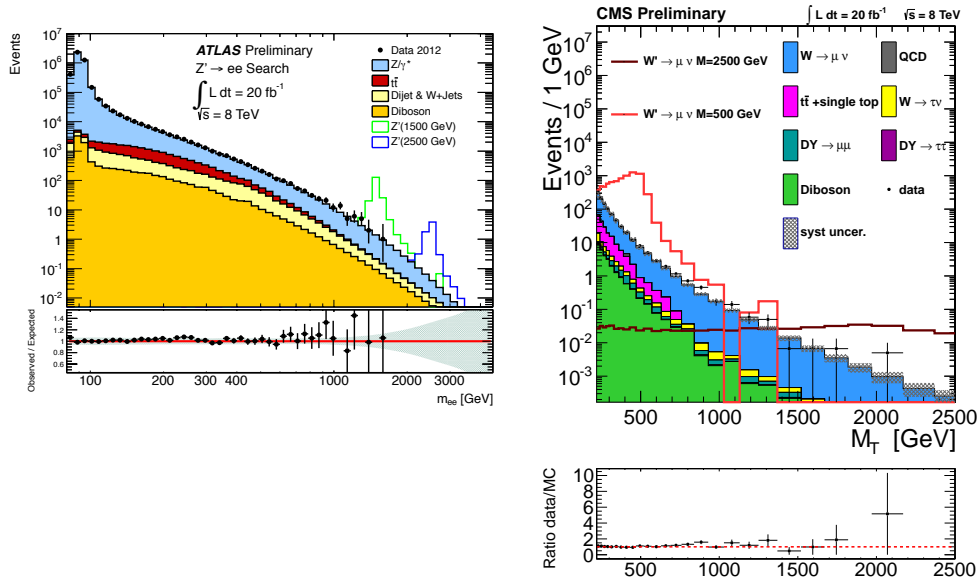 Events
10⁷
10⁶
10⁵
10⁴
10³
10²
10
1
10⁻¹
10⁻²
ATLAS Preliminary
Z' → ee Search
∫ L dt = 20 fb⁻¹
√s = 8 TeV
Data 2012
Z/γ*
tt̄
Dijet & W+Jets
Diboson
Z'(1500 GeV)
Z'(2500 GeV)
Observed / Expected
1.4
1.2
1
0.8
0.6
100 200 300 400 1000 2000 3000
m_ee [GeV]
CMS Preliminary ∫ L dt = 20 fb⁻¹ √s = 8 TeV
Events / 1 GeV
10⁷
10⁶
10⁵
10⁴
10³
10²
10
1
10⁻¹
10⁻²
10⁻³
W' → μ ν M=2500 GeV
W' → μ ν M=500 GeV
W → μ ν
QCD
tt̄ +single top
W → τν
DY → μμ
DY → ττ
Diboson
data
syst uncer.
500 1000 1500 2000 2500
M_T [GeV]
Ratio data/MC
10
8
6
4
2
0
500 1000 1500 2000 2500